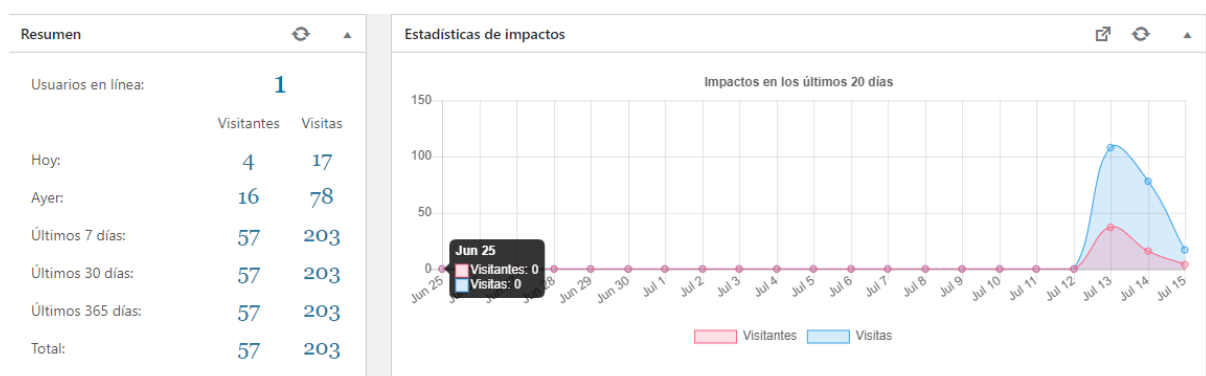 Resumen
Usuarios en línea: 1
Visitantes Visitas
Hoy: 4 17
Ayer: 16 78
Últimos 7 días: 57 203
Últimos 30 días: 57 203
Últimos 365 días: 57 203
Total: 57 203
Estadísticas de impactos
Impactos en los últimos 20 días
150
100
50
0
Jun 25
Visitantes: 0
Visitas: 0
Jun 25 Jun 28 Jun 29 Jun 30 Jul 1 Jul 2 Jul 3 Jul 4 Jul 5 Jul 6 Jul 7 Jul 8 Jul 9 Jul 10 Jul 11 Jul 12 Jul 13 Jul 14 Jul 15
Visitantes Visitas